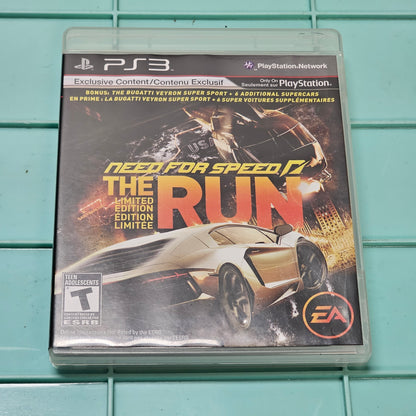 PS3
PlayStation Network
Exclusive Content/Contenu Exclusif
Only On
Seulement sur PlayStation.
BONUS: THE BUGATTI VEYRON SUPER SPORT + 6 ADDITIONAL SUPERCARS
EN PRIME : LA BUGATTI VEYRON SUPER SPORT + 6 SUPER VOITURES SUPPLÉMENTAIRES
USA
NEED FOR SPEED
THE RUN
LIMITED
EDITION
ÉDITION
LIMITÉE
TEEN
ADOLESCENTS
T
ESRB
EA